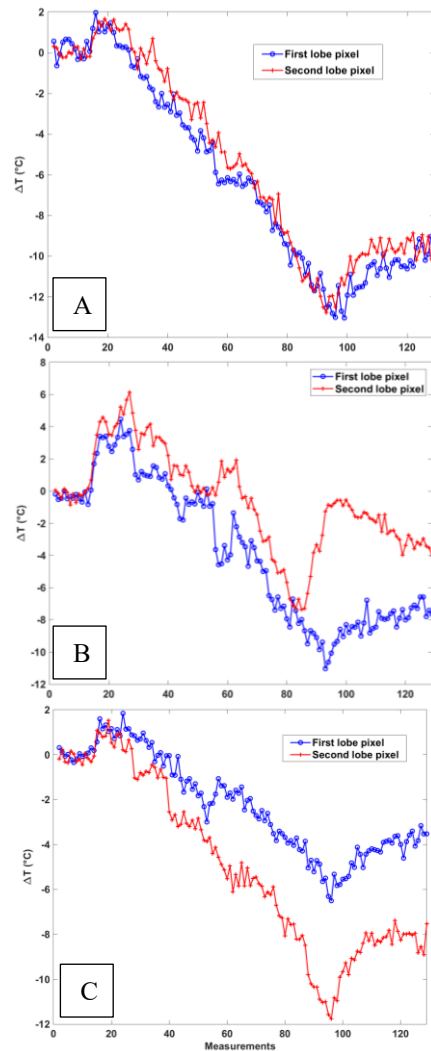 2
0
-2
-4
-6
-8
-10
-12
-14
ΔT (°C)
First lobe pixel
Second lobe pixel
A
0 20 40 60 80 100 120
8
6
4
2
0
-2
-4
-6
-8
-10
-12
ΔT (°C)
First lobe pixel
Second lobe pixel
B
0 20 40 60 80 100 120
2
0
-2
-4
-6
-8
-10
-12
ΔT (°C)
First lobe pixel
Second lobe pixel
C
0 20 40 60 80 100 120
Measurements